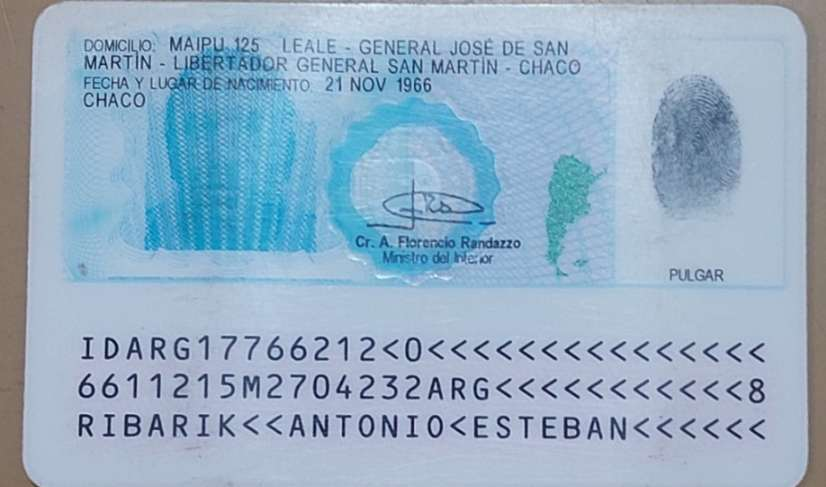 DOMICILIO: MAIPU 125 LEALE - GENERAL JOSÉ DE SAN
MARTÍN - LIBERTADOR GENERAL SAN MARTÍN - CHACO
FECHA Y LUGAR DE NACIMIENTO: 21 NOV 1966
CHACO
Cr. A. Florencio Randazzo
Ministro del Interior
PULGAR
IDARG17766212<0<<<<<<<<<<<<<<<
6611215M2704232ARG<<<<<<<<<<<8
RIBARIK<<ANTONIO<ESTEBAN<<<<<<